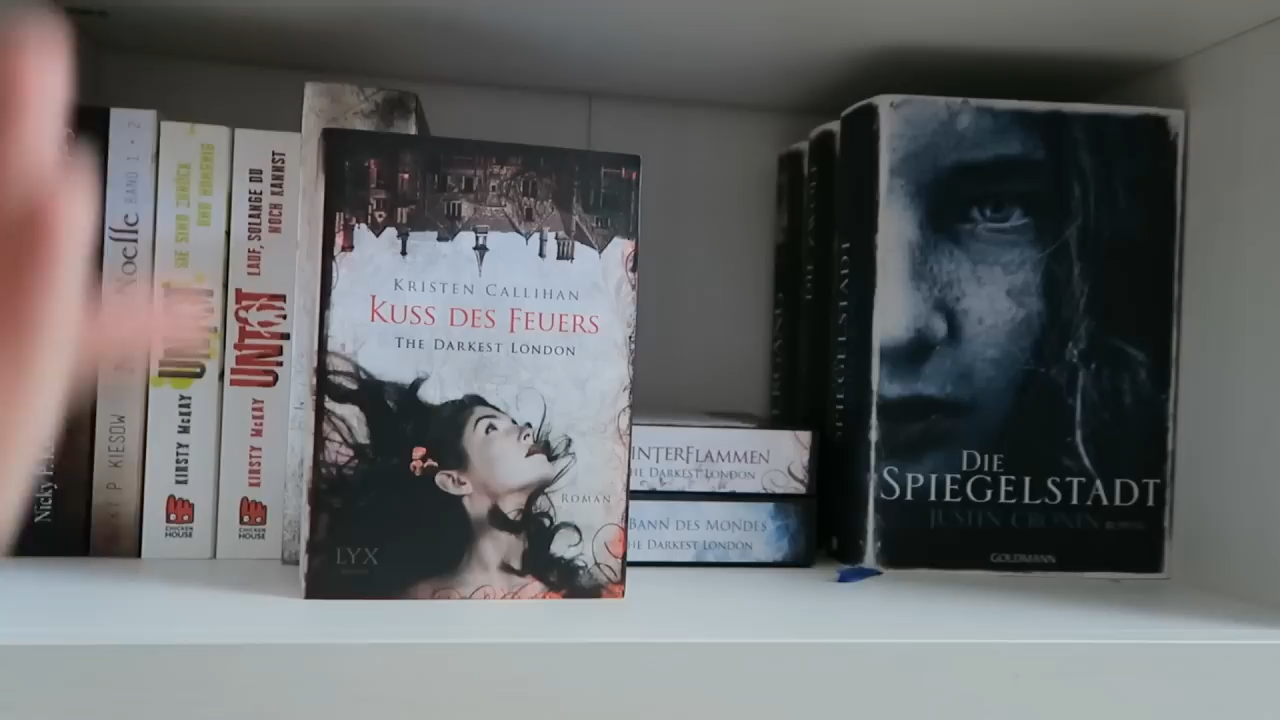 Nicky
P KIESOW
Noelle BAND 1 + 2
KIRSTY McKAY
UNTOT
SIE SIND ZURÜCK
UND HUNGRIG
CHICKEN
HOUSE
KIRSTY McKAY
UNTOT
LAUF, SOLANGE DU
NOCH KANNST
CHICKEN
HOUSE
KRISTEN CALLIHAN
KUSS DES FEUERS
THE DARKEST LONDON
ROMAN
LYX
INTERFLAMMEN
HE DARKEST LONDON
BANN DES MONDES
HE DARKEST LONDON
SPIEGELSTADT
DIE
SPIEGELSTADT
JUSTIN CRONIN
GOLDMANN